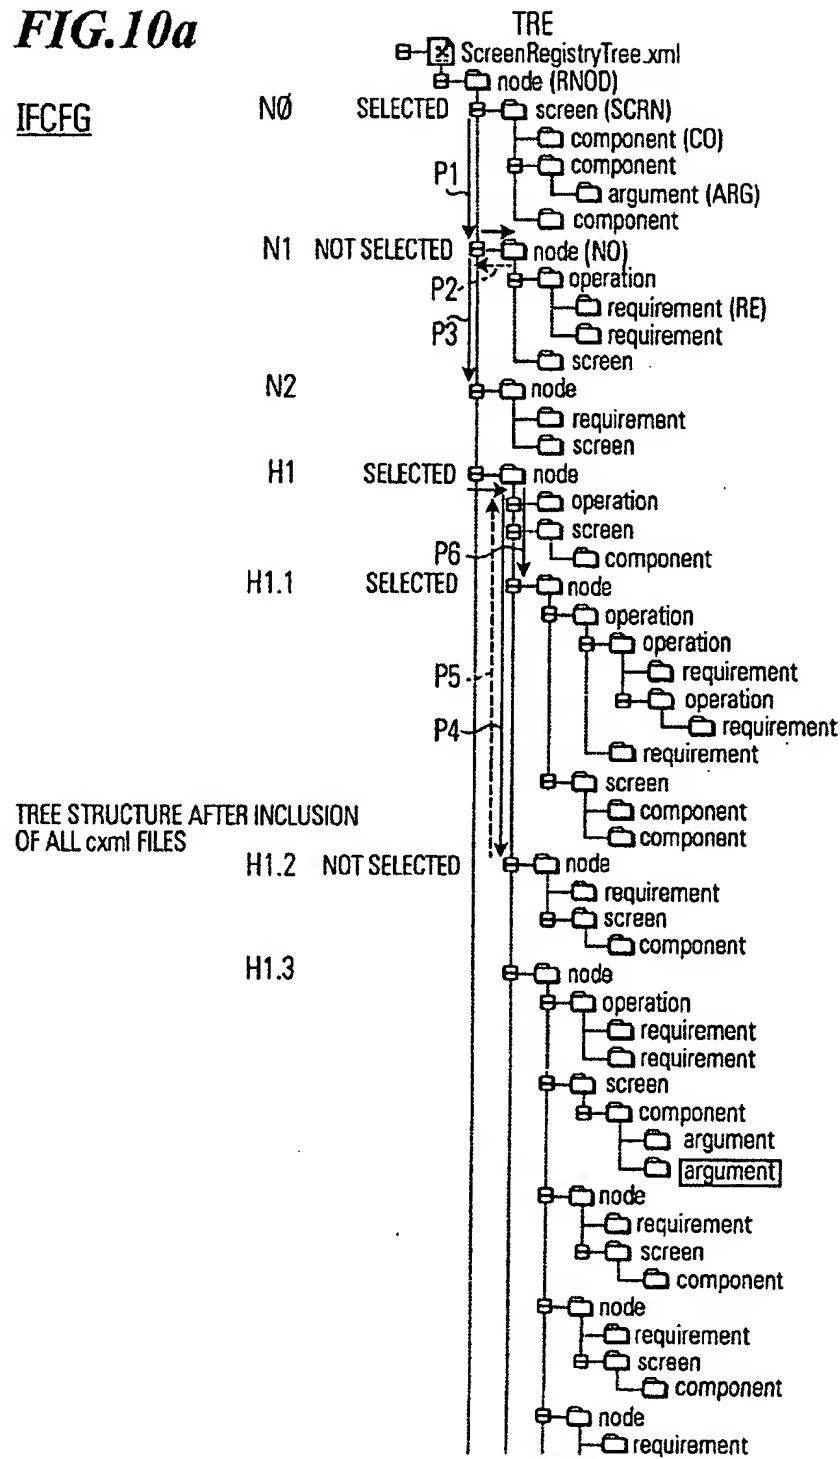 FIG.10a
TRE
ScreenRegistryTree.xml
node (RNOD)
IFCFG
NØ SELECTED screen (SCRN)
component (CO)
P1 component
argument (ARG)
component
N1 NOT SELECTED node (NO)
P2 operation
requirement (RE)
P3 requirement
screen
N2 node
requirement
screen
H1 SELECTED node
operation
screen
P6 component
H1.1 SELECTED node
operation
operation
requirement
P5 operation
requirement
P4 requirement
screen
component
TREE STRUCTURE AFTER INCLUSION
OF ALL cxml FILES
component
H1.2 NOT SELECTED node
requirement
screen
component
H1.3 node
operation
requirement
requirement
screen
component
argument
argument
node
requirement
screen
component
node
requirement
screen
component
node
requirement